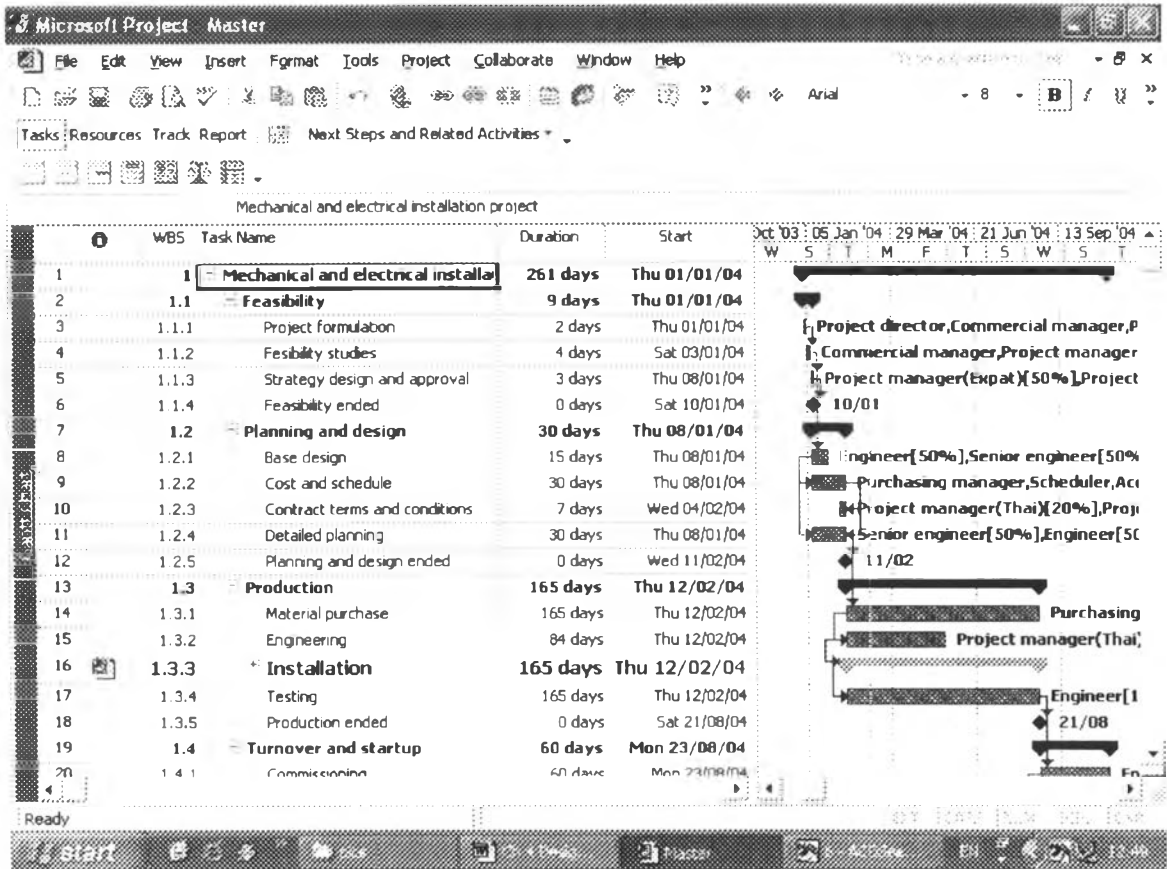 Microsoft Project Master
File Edit View Insert Format Tools Project Collaborate Window Help
Arial 8 B I U
Tasks Resources Track Report Next Steps and Related Activities
Mechanical and electrical installation project
WBS Task Name Duration Start Oct '03 05 Jan '04 29 Mar '04 21 Jun '04 13 Sep '04
W S T M F T S W S T
1 1 Mechanical and electrical installat 261 days Thu 01/01/04
2 1.1 Feasibility 9 days Thu 01/01/04
3 1.1.1 Project formulation 2 days Thu 01/01/04 Project director,Commercial manager,P
4 1.1.2 Fesibility studies 4 days Sat 03/01/04 Commercial manager,Project manager
5 1.1.3 Strategy design and approval 3 days Thu 08/01/04 Project manager(Expat)[50%],Project
6 1.1.4 Feasibility ended 0 days Sat 10/01/04 10/01
7 1.2 Planning and design 30 days Thu 08/01/04
8 1.2.1 Base design 15 days Thu 08/01/04 Engineer[50%],Senior engineer[50%
9 1.2.2 Cost and schedule 30 days Thu 08/01/04 Purchasing manager,Scheduler,Acc
10 1.2.3 Contract terms and conditions 7 days Wed 04/02/04 Project manager(Thai)[20%],Proj
11 1.2.4 Detailed planning 30 days Thu 08/01/04 Senior engineer[50%],Engineer[50
12 1.2.5 Planning and design ended 0 days Wed 11/02/04 11/02
13 1.3 Production 165 days Thu 12/02/04
14 1.3.1 Material purchase 165 days Thu 12/02/04 Purchasing
15 1.3.2 Engineering 84 days Thu 12/02/04 Project manager(Thai)
16 1.3.3 Installation 165 days Thu 12/02/04
17 1.3.4 Testing 165 days Thu 12/02/04 Engineer[1
18 1.3.5 Production ended 0 days Sat 21/08/04 21/08
19 1.4 Turnover and startup 60 days Mon 23/08/04
20 1.4.1 Commissioning 60 days Mon 23/08/04 En
Ready
start Master EN 12:49